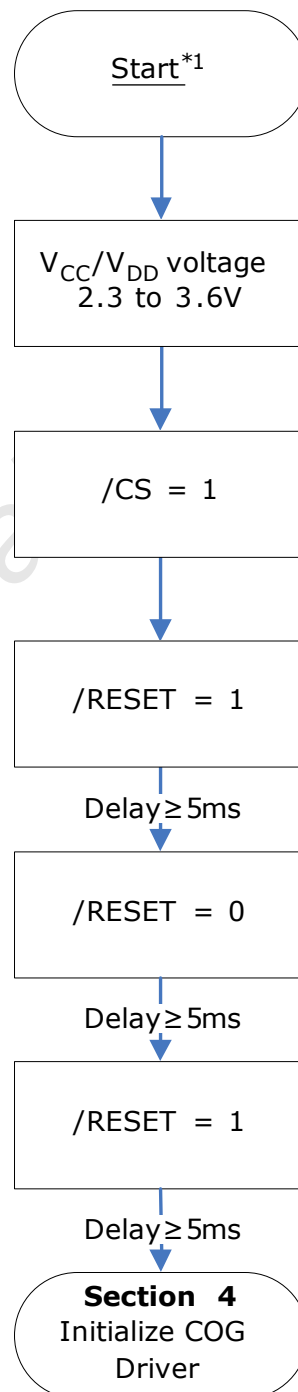 Start*1
VCC/VDD voltage
2.3 to 3.6V
/CS = 1
/RESET = 1
Delay≥5ms
/RESET = 0
Delay≥5ms
/RESET = 1
Delay≥5ms
Section 4
Initialize COG
Driver